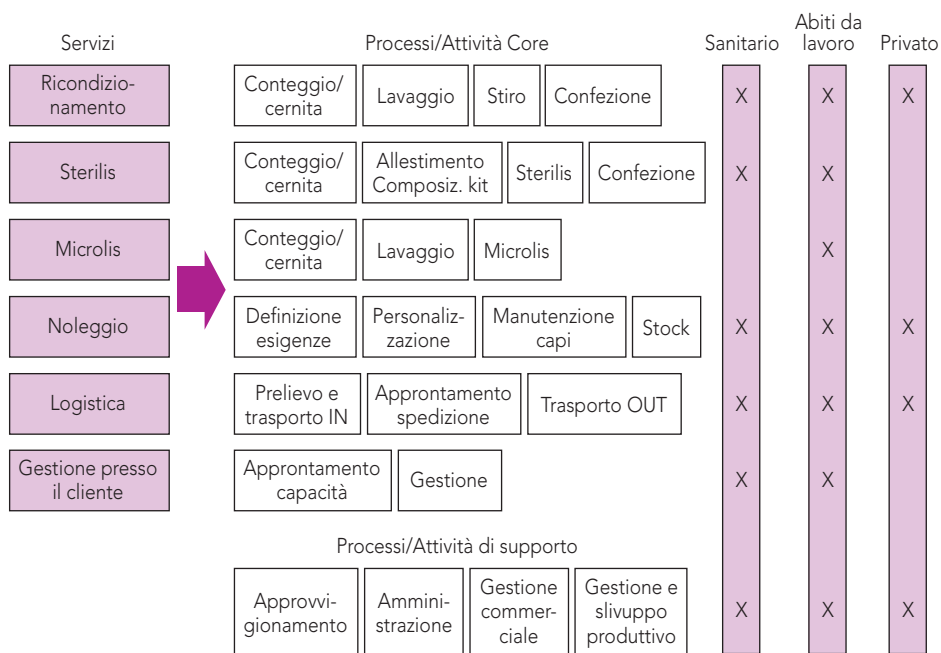 Servizi
Processi/Attività Core
Sanitario
Abiti da
lavoro
Privato
Ricondizio-
namento
Conteggio/
cernita
Lavaggio
Stiro
Confezione
X
X
X
Sterilis
Conteggio/
cernita
Allestimento
Composiz. kit
Sterilis
Confezione
X
X
Microlis
Conteggio/
cernita
Lavaggio
Microlis
X
Noleggio
Definizione
esigenze
Personaliz-
zazione
Manutenzione
capi
Stock
X
X
X
Logistica
Prelievo e
trasporto IN
Approntamento
spedizione
Trasporto OUT
X
X
X
Gestione presso
il cliente
Approntamento
capacità
Gestione
X
X
Processi/Attività di supporto
Approvvi-
gionamento
Ammini-
strazione
Gestione
commer-
ciale
Gestione e
slivuppo
produttivo
X
X
X